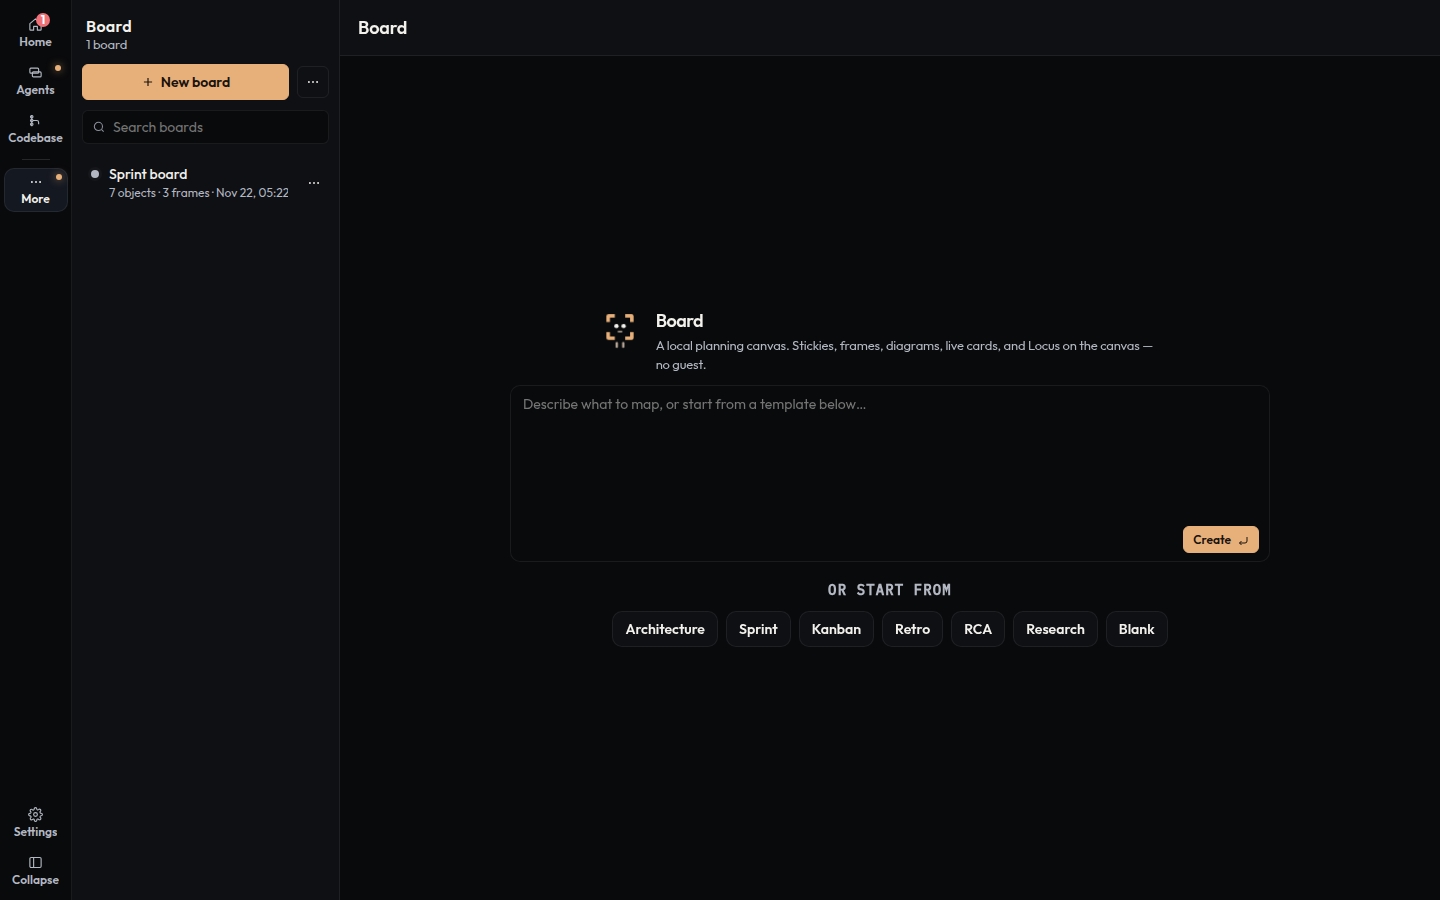 1
Home
Agents
Codebase
More
Settings
Collapse
Board
1 board
New board
Search boards
Sprint board
7 objects · 3 frames · Nov 22, 05:22
Board
Board
A local planning canvas. Stickies, frames, diagrams, live cards, and Locus on the canvas —
no guest.
Describe what to map, or start from a template below…
Create
OR START FROM
Architecture
Sprint
Kanban
Retro
RCA
Research
Blank